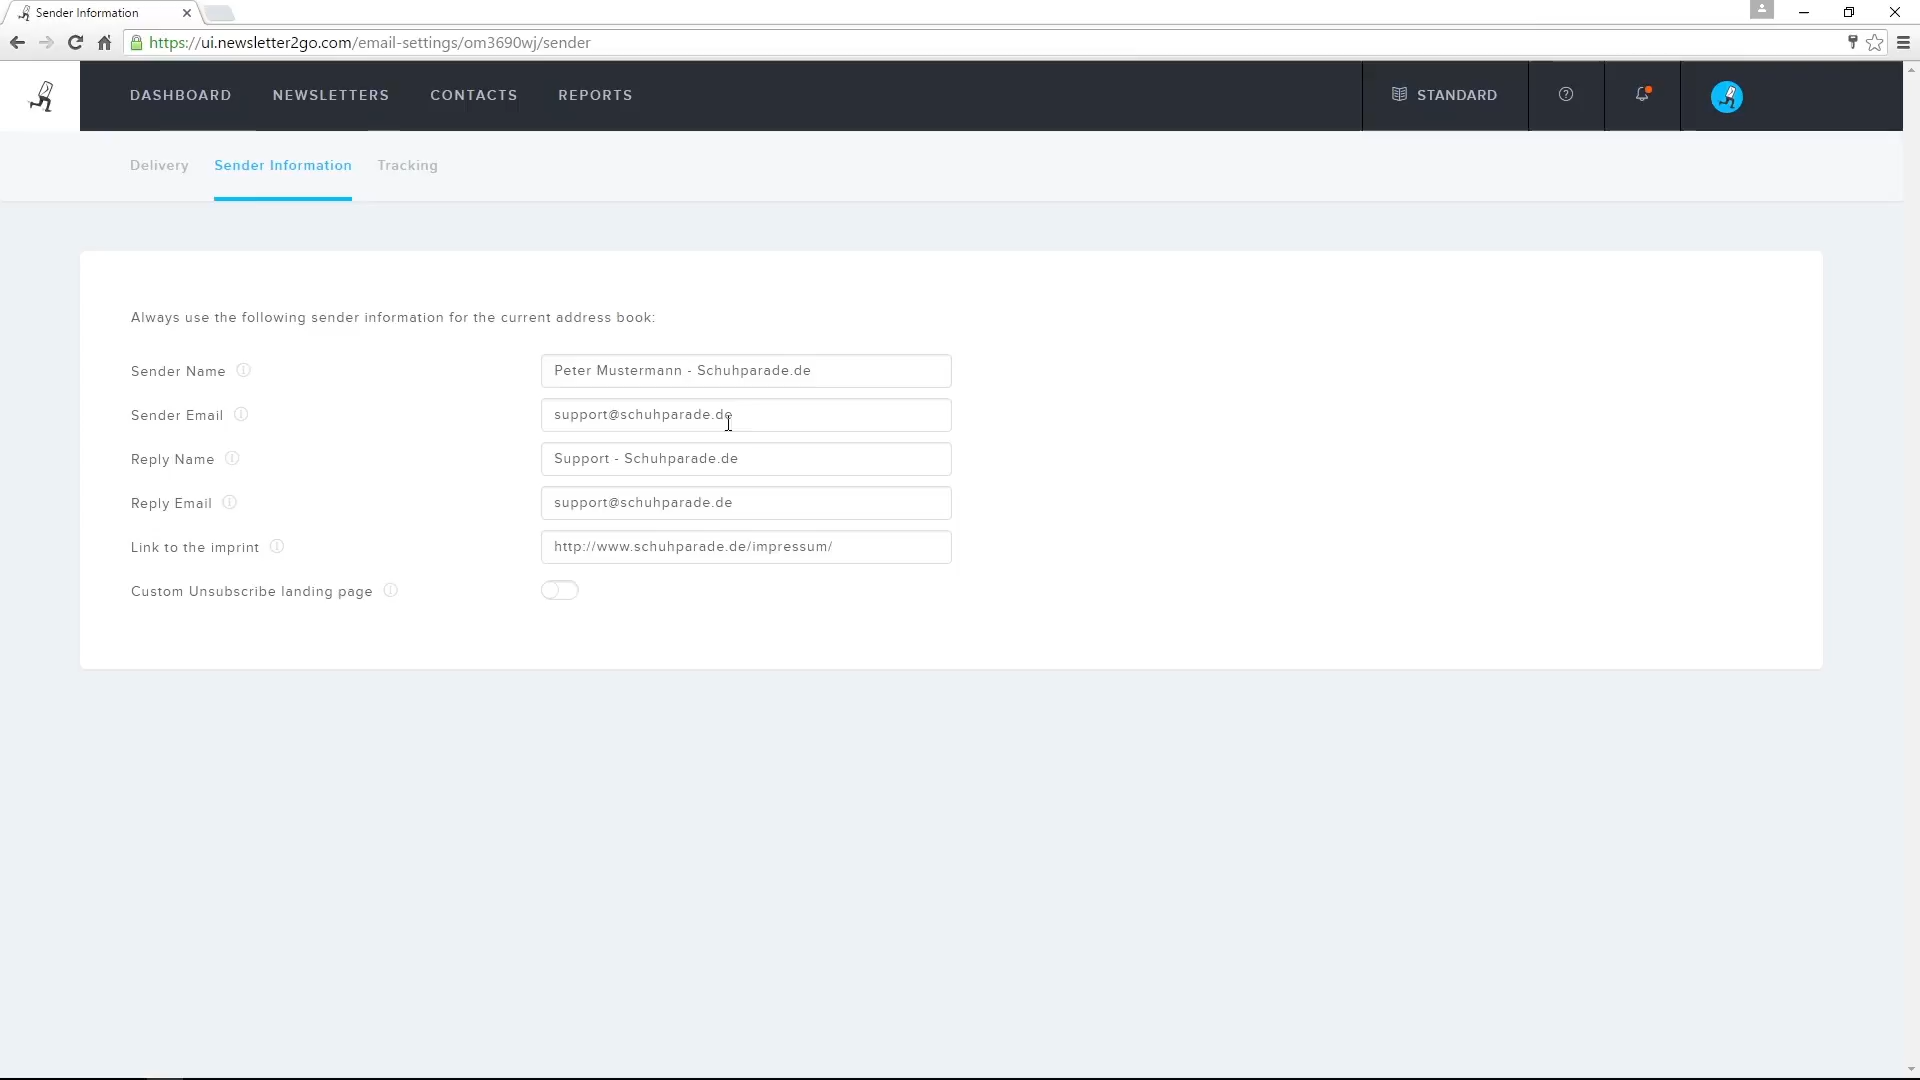 Sender Information
https://ui.newsletter2go.com/email-settings/om3690wj/sender
DASHBOARD NEWSLETTERS CONTACTS REPORTS STANDARD
Delivery Sender Information Tracking
Always use the following sender information for the current address book:
Sender Name Peter Mustermann - Schuhparade.de
Sender Email support@schuhparade.de
Reply Name Support - Schuhparade.de
Reply Email support@schuhparade.de
Link to the imprint http://www.schuhparade.de/impressum/
Custom Unsubscribe landing page